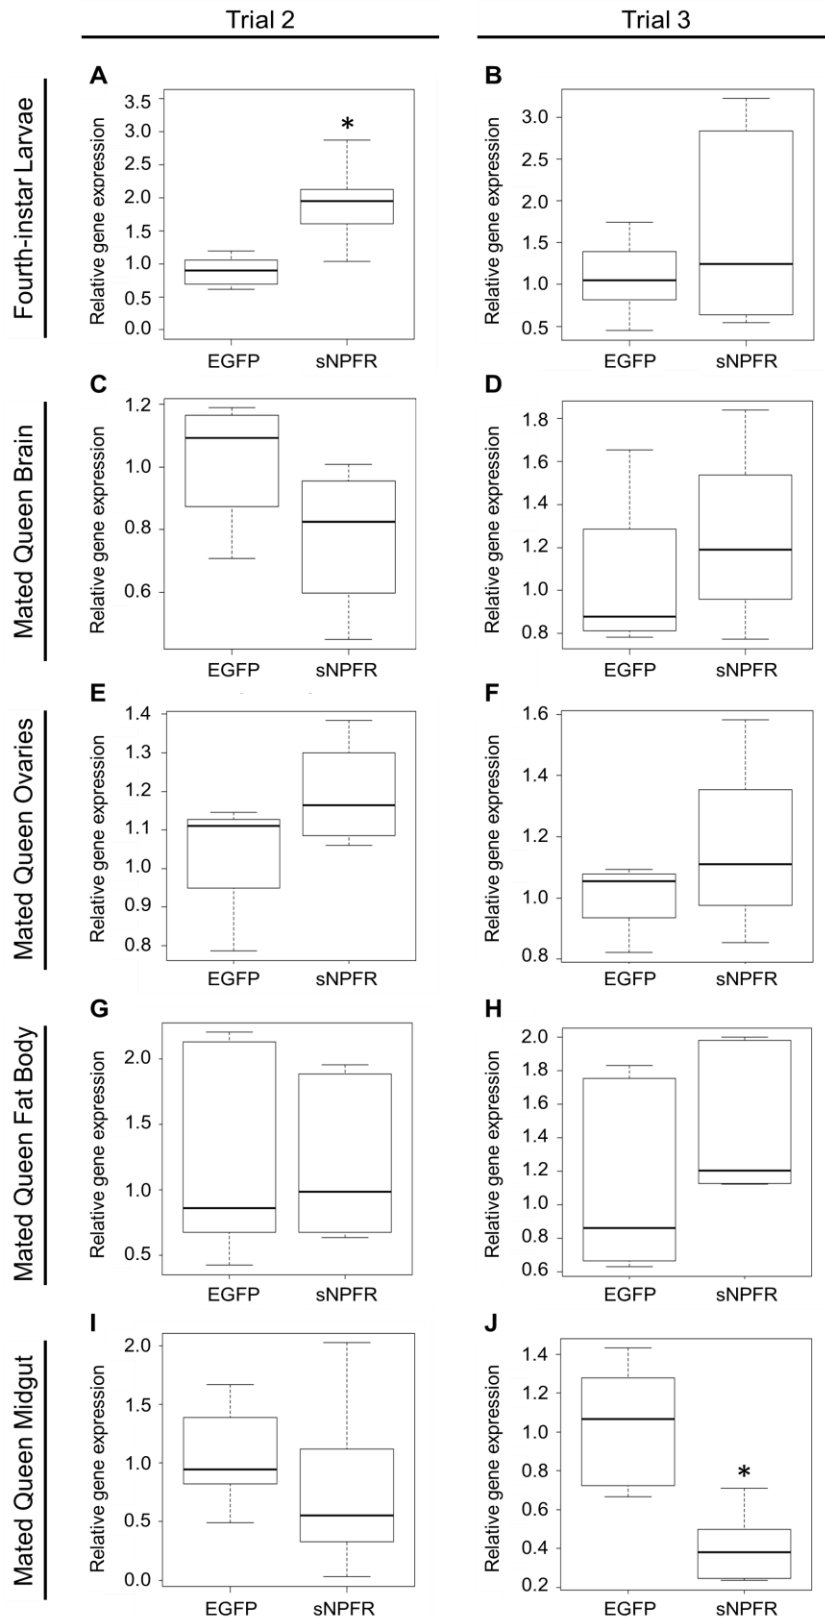 Trial 2
Trial 3
Fourth-instar Larvae
A
Relative gene expression
3.5
3.0
2.5
2.0
1.5
1.0
0.5
0.0
*
EGFP
sNPFR
B
Relative gene expression
3.0
2.5
2.0
1.5
1.0
0.5
EGFP
sNPFR
Mated Queen Brain
C
Relative gene expression
1.2
1.0
0.8
0.6
EGFP
sNPFR
D
Relative gene expression
1.8
1.6
1.4
1.2
1.0
0.8
EGFP
sNPFR
Mated Queen Ovaries
E
Relative gene expression
1.4
1.3
1.2
1.1
1.0
0.9
0.8
EGFP
sNPFR
F
Relative gene expression
1.6
1.4
1.2
1.0
0.8
EGFP
sNPFR
Mated Queen Fat Body
G
Relative gene expression
2.0
1.5
1.0
0.5
EGFP
sNPFR
H
Relative gene expression
2.0
1.8
1.6
1.4
1.2
1.0
0.8
0.6
EGFP
sNPFR
Mated Queen Midgut
I
Relative gene expression
2.0
1.5
1.0
0.5
0.0
EGFP
sNPFR
J
Relative gene expression
1.4
1.2
1.0
0.8
0.6
0.4
0.2
*
EGFP
sNPFR